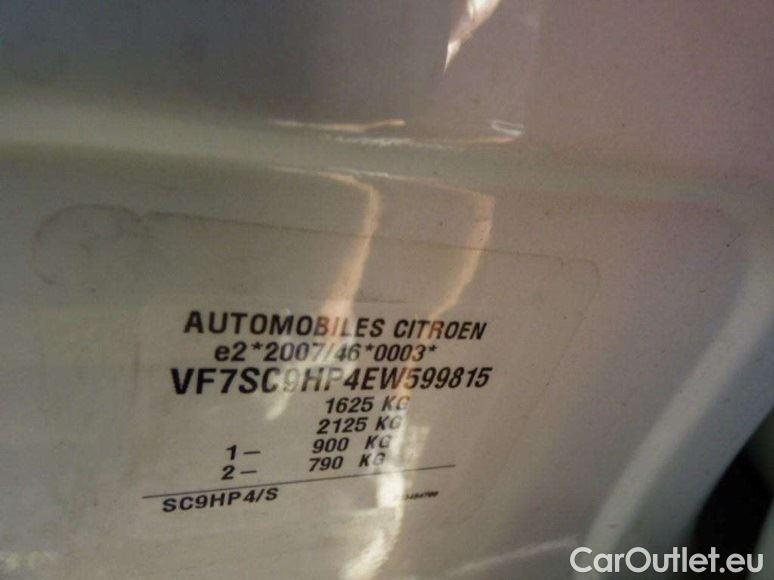 AUTOMOBILES CITROEN
e2*2007/46*0003*
VF7SC9HP4EW599815
1625 KG
2125 KG
1- 900 KG
2- 790 KG
SC9HP4/S
CarOutlet.eu